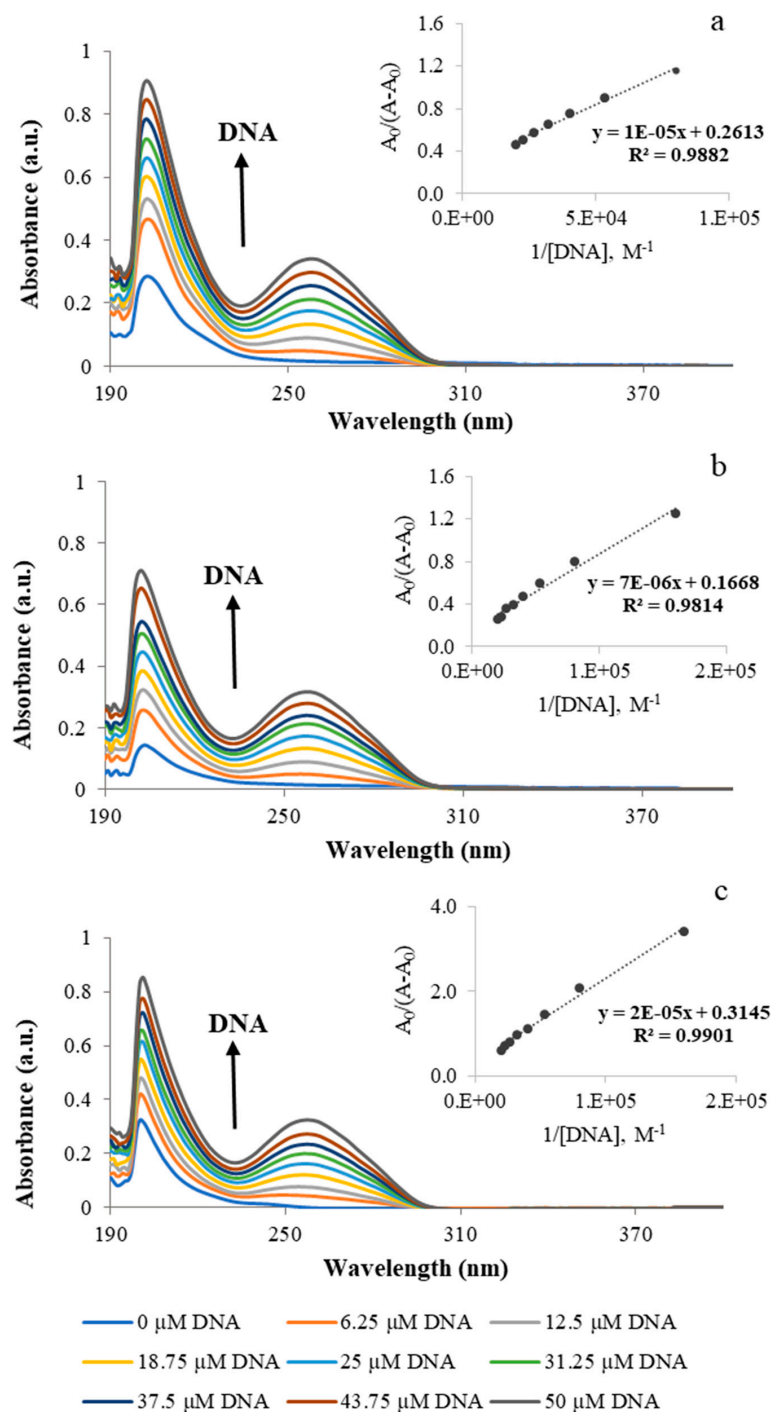 a
1
0.8
0.6
0.4
0.2
0
Absorbance (a.u.)
DNA
190
250
310
370
Wavelength (nm)
1.6
1.2
0.8
0.4
0.0
A₀/(A-A₀)
y = 1E-05x + 0.2613
R² = 0.9882
0.E+00
5.E+04
1.E+05
1/[DNA], M⁻¹
b
1
0.8
0.6
0.4
0.2
0
Absorbance (a.u.)
DNA
190
250
310
370
Wavelength (nm)
1.6
1.2
0.8
0.4
0.0
A₀/(A-A₀)
y = 7E-06x + 0.1668
R² = 0.9814
0.E+00
1.E+05
2.E+05
1/[DNA], M⁻¹
c
1
0.8
0.6
0.4
0.2
0
Absorbance (a.u.)
DNA
190
250
310
370
Wavelength (nm)
4.0
2.0
0.0
A₀/(A-A₀)
y = 2E-05x + 0.3145
R² = 0.9901
0.E+00
1.E+05
2.E+05
1/[DNA], M⁻¹
0 µM DNA
6.25 µM DNA
12.5 µM DNA
18.75 µM DNA
25 µM DNA
31.25 µM DNA
37.5 µM DNA
43.75 µM DNA
50 µM DNA